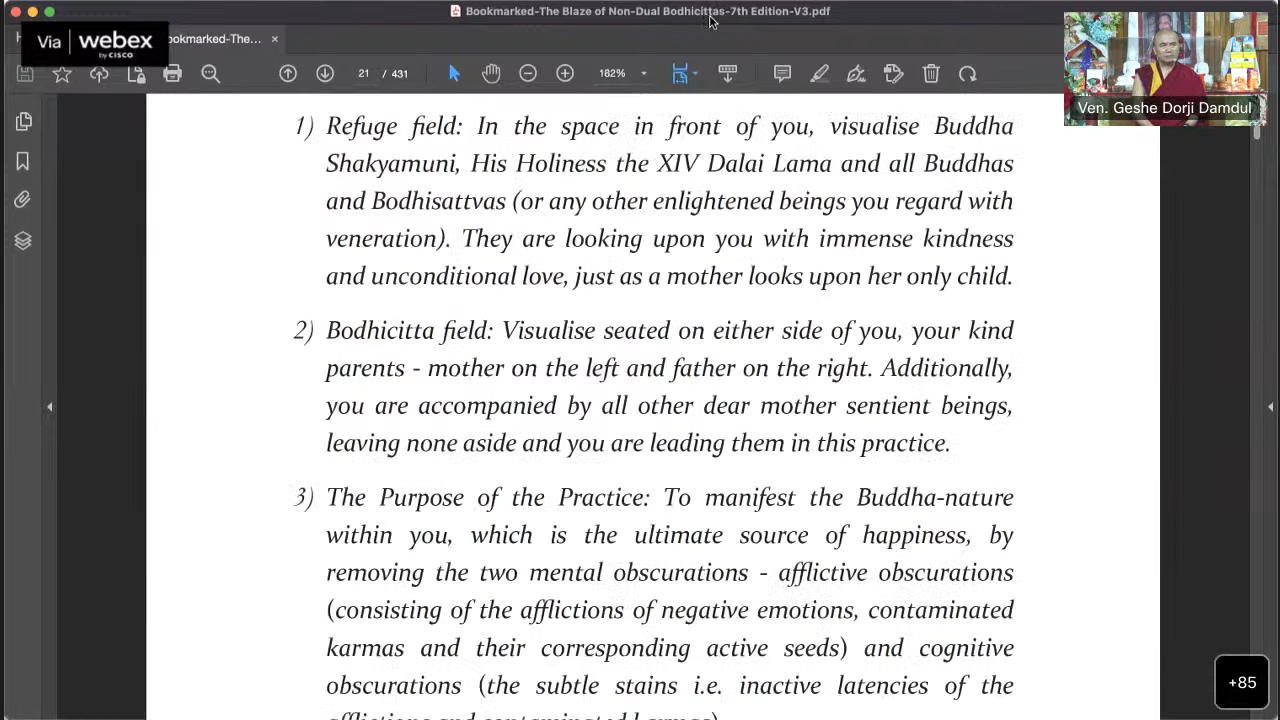 Bookmarked-The Blaze of Non-Dual Bodhicittas-7th Edition-V3.pdf
Via webex
by CISCO
ookmarked-The... ×
21 / 431
182%
Ven. Geshe Dorji Damdul
1) Refuge field: In the space in front of you, visualise Buddha
Shakyamuni, His Holiness the XIV Dalai Lama and all Buddhas
and Bodhisattvas (or any other enlightened beings you regard with
veneration). They are looking upon you with immense kindness
and unconditional love, just as a mother looks upon her only child.
2) Bodhicitta field: Visualise seated on either side of you, your kind
parents - mother on the left and father on the right. Additionally,
you are accompanied by all other dear mother sentient beings,
leaving none aside and you are leading them in this practice.
3) The Purpose of the Practice: To manifest the Buddha-nature
within you, which is the ultimate source of happiness, by
removing the two mental obscurations - afflictive obscurations
(consisting of the afflictions of negative emotions, contaminated
karmas and their corresponding active seeds) and cognitive
obscurations (the subtle stains i.e. inactive latencies of the
afflictions and contaminated karmas)
+85